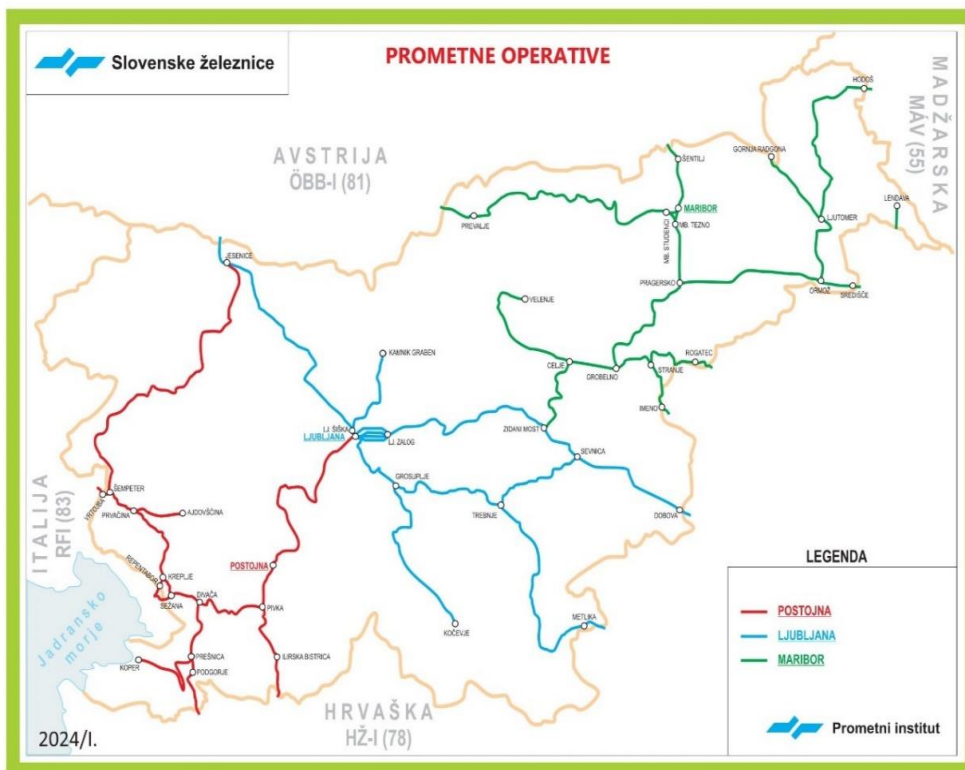 Slovenske železnice
PROMETNE OPERATIVE
MADŽARSKA
MÁV (55)
AVSTRIJA
ÖBB-I (81)
HODOŠ
GORNJA RADGONA
ŠENTILJ
LENDAVA
MARIBOR
PREVALJE
MB. STUDENCI
MB. TEZNO
LJUTOMER
JESENICE
PRAGERSKO
ORMOŽ
SREDIŠČE
VELENJE
KAMNIK GRABEN
CELJE
GROBELNO
ROGATEC
STRANJE
IMENO
LJ. ŠIŠKA
LJUBLJANA
LJ. ZALOG
ZIDANI MOST
SEVNICA
GROSUPLJE
TREBNJE
DOBOVA
ITALIJA
RFI (83)
ŠEMPETER
VRTOJBA
PRVAČINA
AJDOVŠČINA
REPENTABOR
KREPLJE
SEŽANA
DIVAČA
POSTOJNA
PIVKA
KOČEVJE
METLIKA
Jadransko
morje
KOPER
PREŠNICA
PODGORJE
ILIRSKA BISTRICA
HRVAŠKA
HŽ-I (78)
2024/I.
LEGENDA
POSTOJNA
LJUBLJANA
MARIBOR
Prometni institut